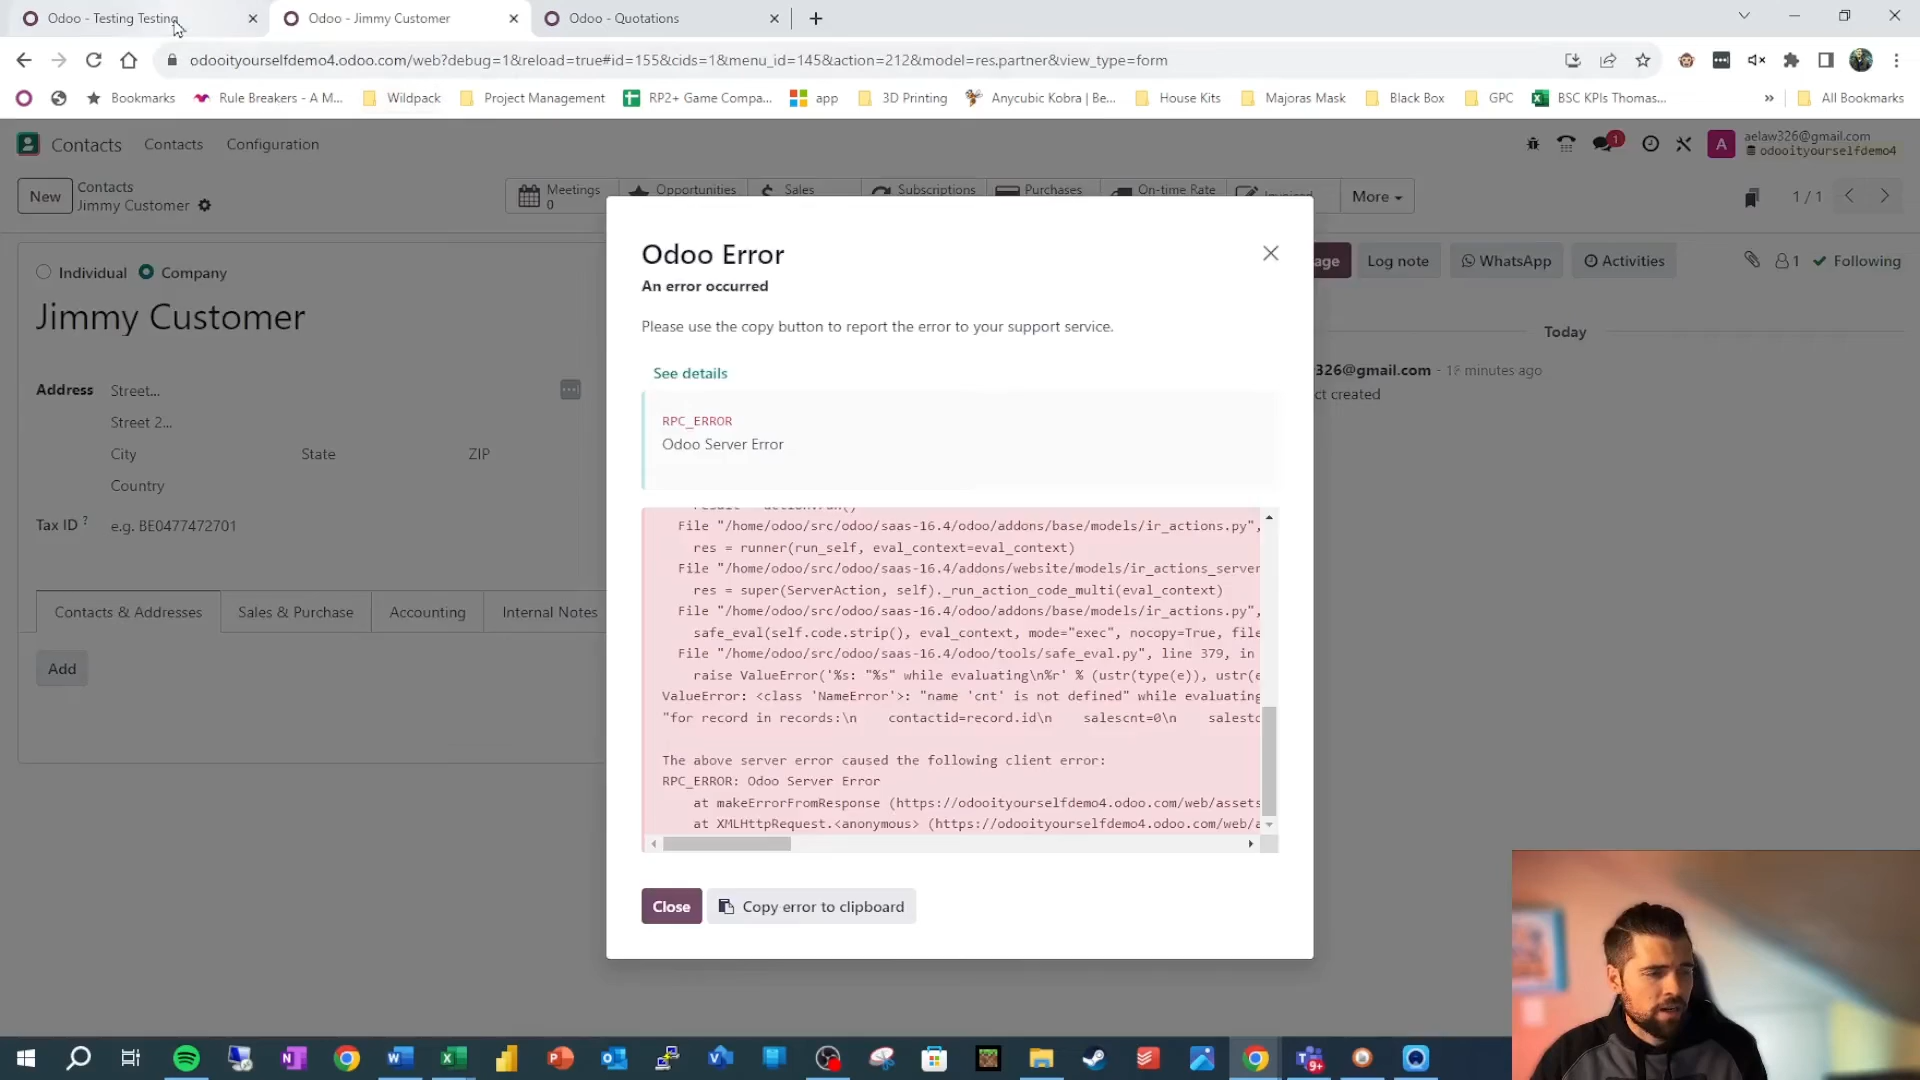 Odoo - Testing Testing
Odoo - Jimmy Customer
Odoo - Quotations
odooityourselfdemo4.odoo.com/web?debug=1&reload=true#id=155&cids=1&menu_id=145&action=212&model=res.partner&view_type=form
Bookmarks
Rule Breakers - A M...
Wildpack
Project Management
RP2+ Game Compa...
app
3D Printing
Anycubic Kobra | Be...
House Kits
Majoras Mask
Black Box
GPC
BSC KPIs Thomas...
»
All Bookmarks
Contacts
Contacts
Configuration
1
A
aelaw326@gmail.com
odooityourselfdemo4
New
Contacts
Jimmy Customer
Meetings
0
Opportunities
Sales
Subscriptions
Purchases
On-time Rate
Invoiced
More
1 / 1
Individual
Company
Log note
WhatsApp
Activities
1
Following
Jimmy Customer
Today
326@gmail.com - 18 minutes ago
ct created
Address
Street...
Street 2...
City
State
ZIP
Country
Tax ID ?
e.g. BE0477472701
Contacts & Addresses
Sales & Purchase
Accounting
Internal Notes
Add
Odoo Error
An error occurred
Please use the copy button to report the error to your support service.
See details
RPC_ERROR
Odoo Server Error
File "/home/odoo/src/odoo/saas-16.4/odoo/addons/base/models/ir_actions.py",
res = runner(run_self, eval_context=eval_context)
File "/home/odoo/src/odoo/saas-16.4/addons/website/models/ir_actions_server
res = super(ServerAction, self)._run_action_code_multi(eval_context)
File "/home/odoo/src/odoo/saas-16.4/odoo/addons/base/models/ir_actions.py",
safe_eval(self.code.strip(), eval_context, mode="exec", nocopy=True, file
File "/home/odoo/src/odoo/saas-16.4/odoo/tools/safe_eval.py", line 379, in
raise ValueError('%s: "%s" while evaluating\n%r' % (ustr(type(e)), ustr(e
ValueError: <class 'NameError'>: "name 'cnt' is not defined" while evaluating
"for record in records:\n    contactid=record.id\n    salescnt=0\n    salestc
The above server error caused the following client error:
RPC_ERROR: Odoo Server Error
at makeErrorFromResponse (https://odooityourselfdemo4.odoo.com/web/assets
at XMLHttpRequest.<anonymous> (https://odooityourselfdemo4.odoo.com/web/a
Close
Copy error to clipboard
9+